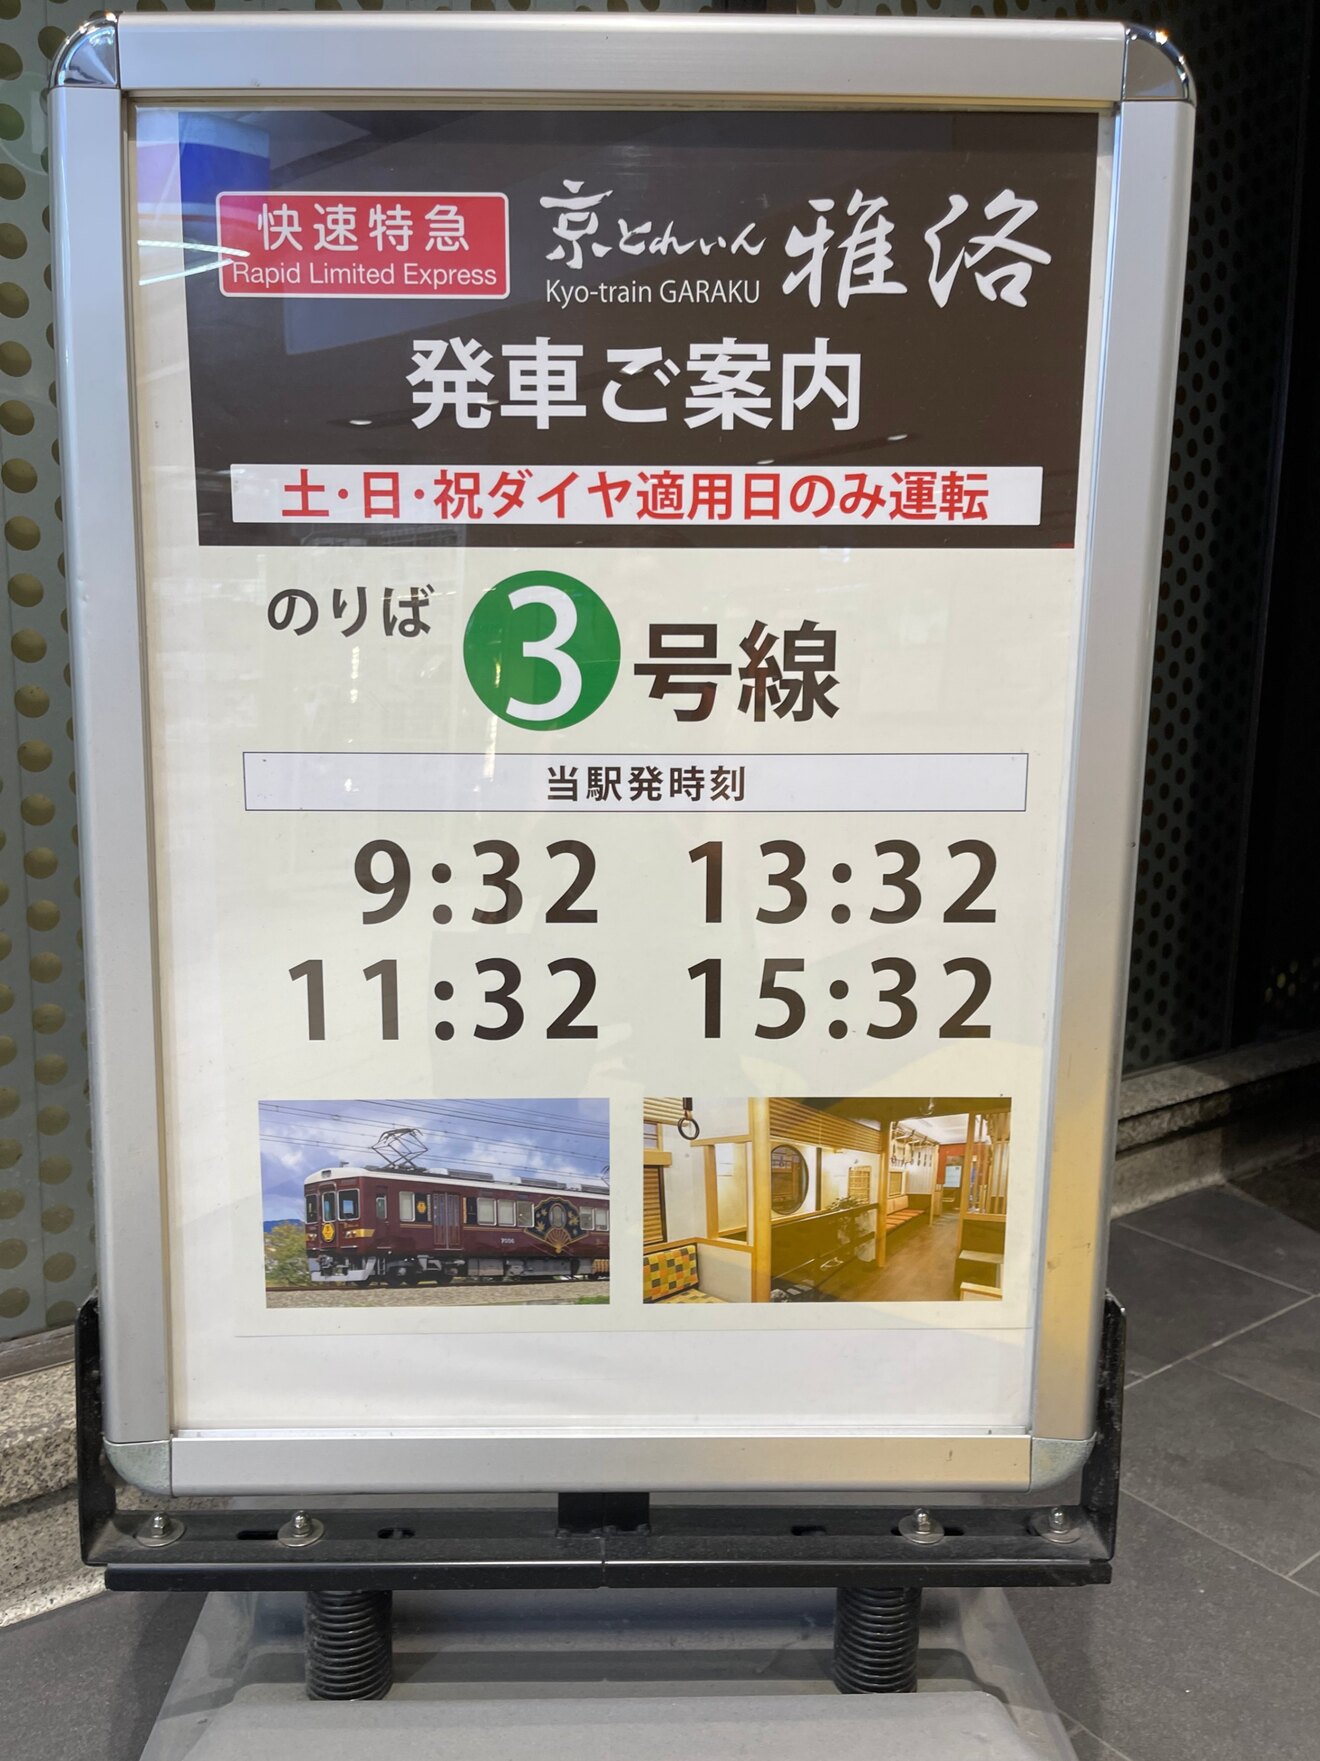 快速特急
Rapid Limited Express
京とれいん 雅洛
Kyo-train GARAKU
発車ご案内
土・日・祝ダイヤ適用日のみ運転
のりば 3号線
当駅発時刻
9:32 13:32
11:32 15:32